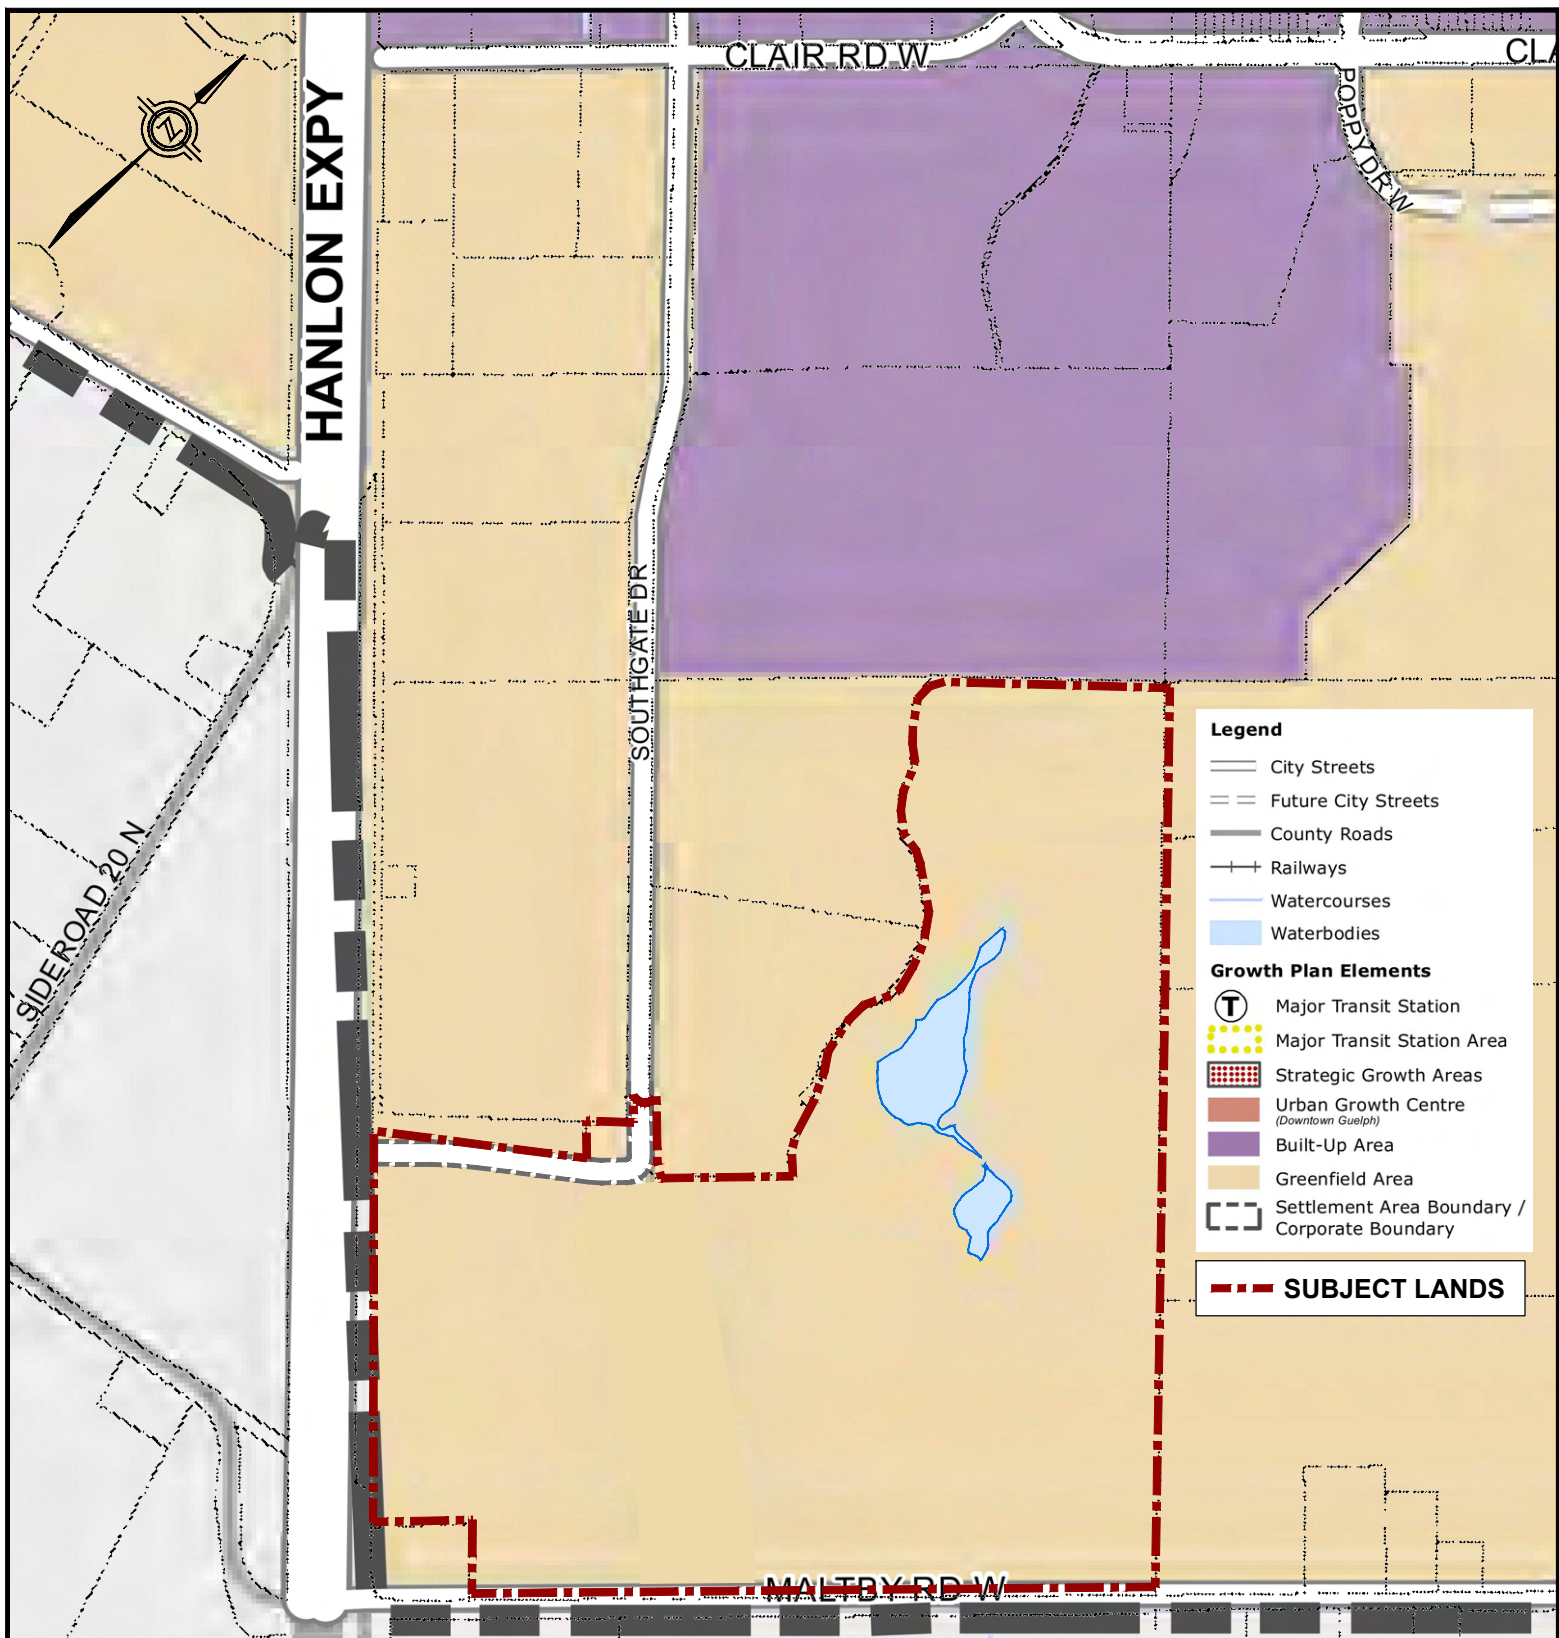 CLAIR RD W
CLA
HANLON EXPY
POPPY DR W
Z
SOUTHGATE DR
SIDEROAD 20 N
MALTBY RD W
Legend
City Streets
Future City Streets
County Roads
Railways
Watercourses
Waterbodies
Growth Plan Elements
T Major Transit Station
Major Transit Station Area
Strategic Growth Areas
Urban Growth Centre
(Downtown Guelph)
Built-Up Area
Greenfield Area
Settlement Area Boundary /
Corporate Boundary
SUBJECT LANDS